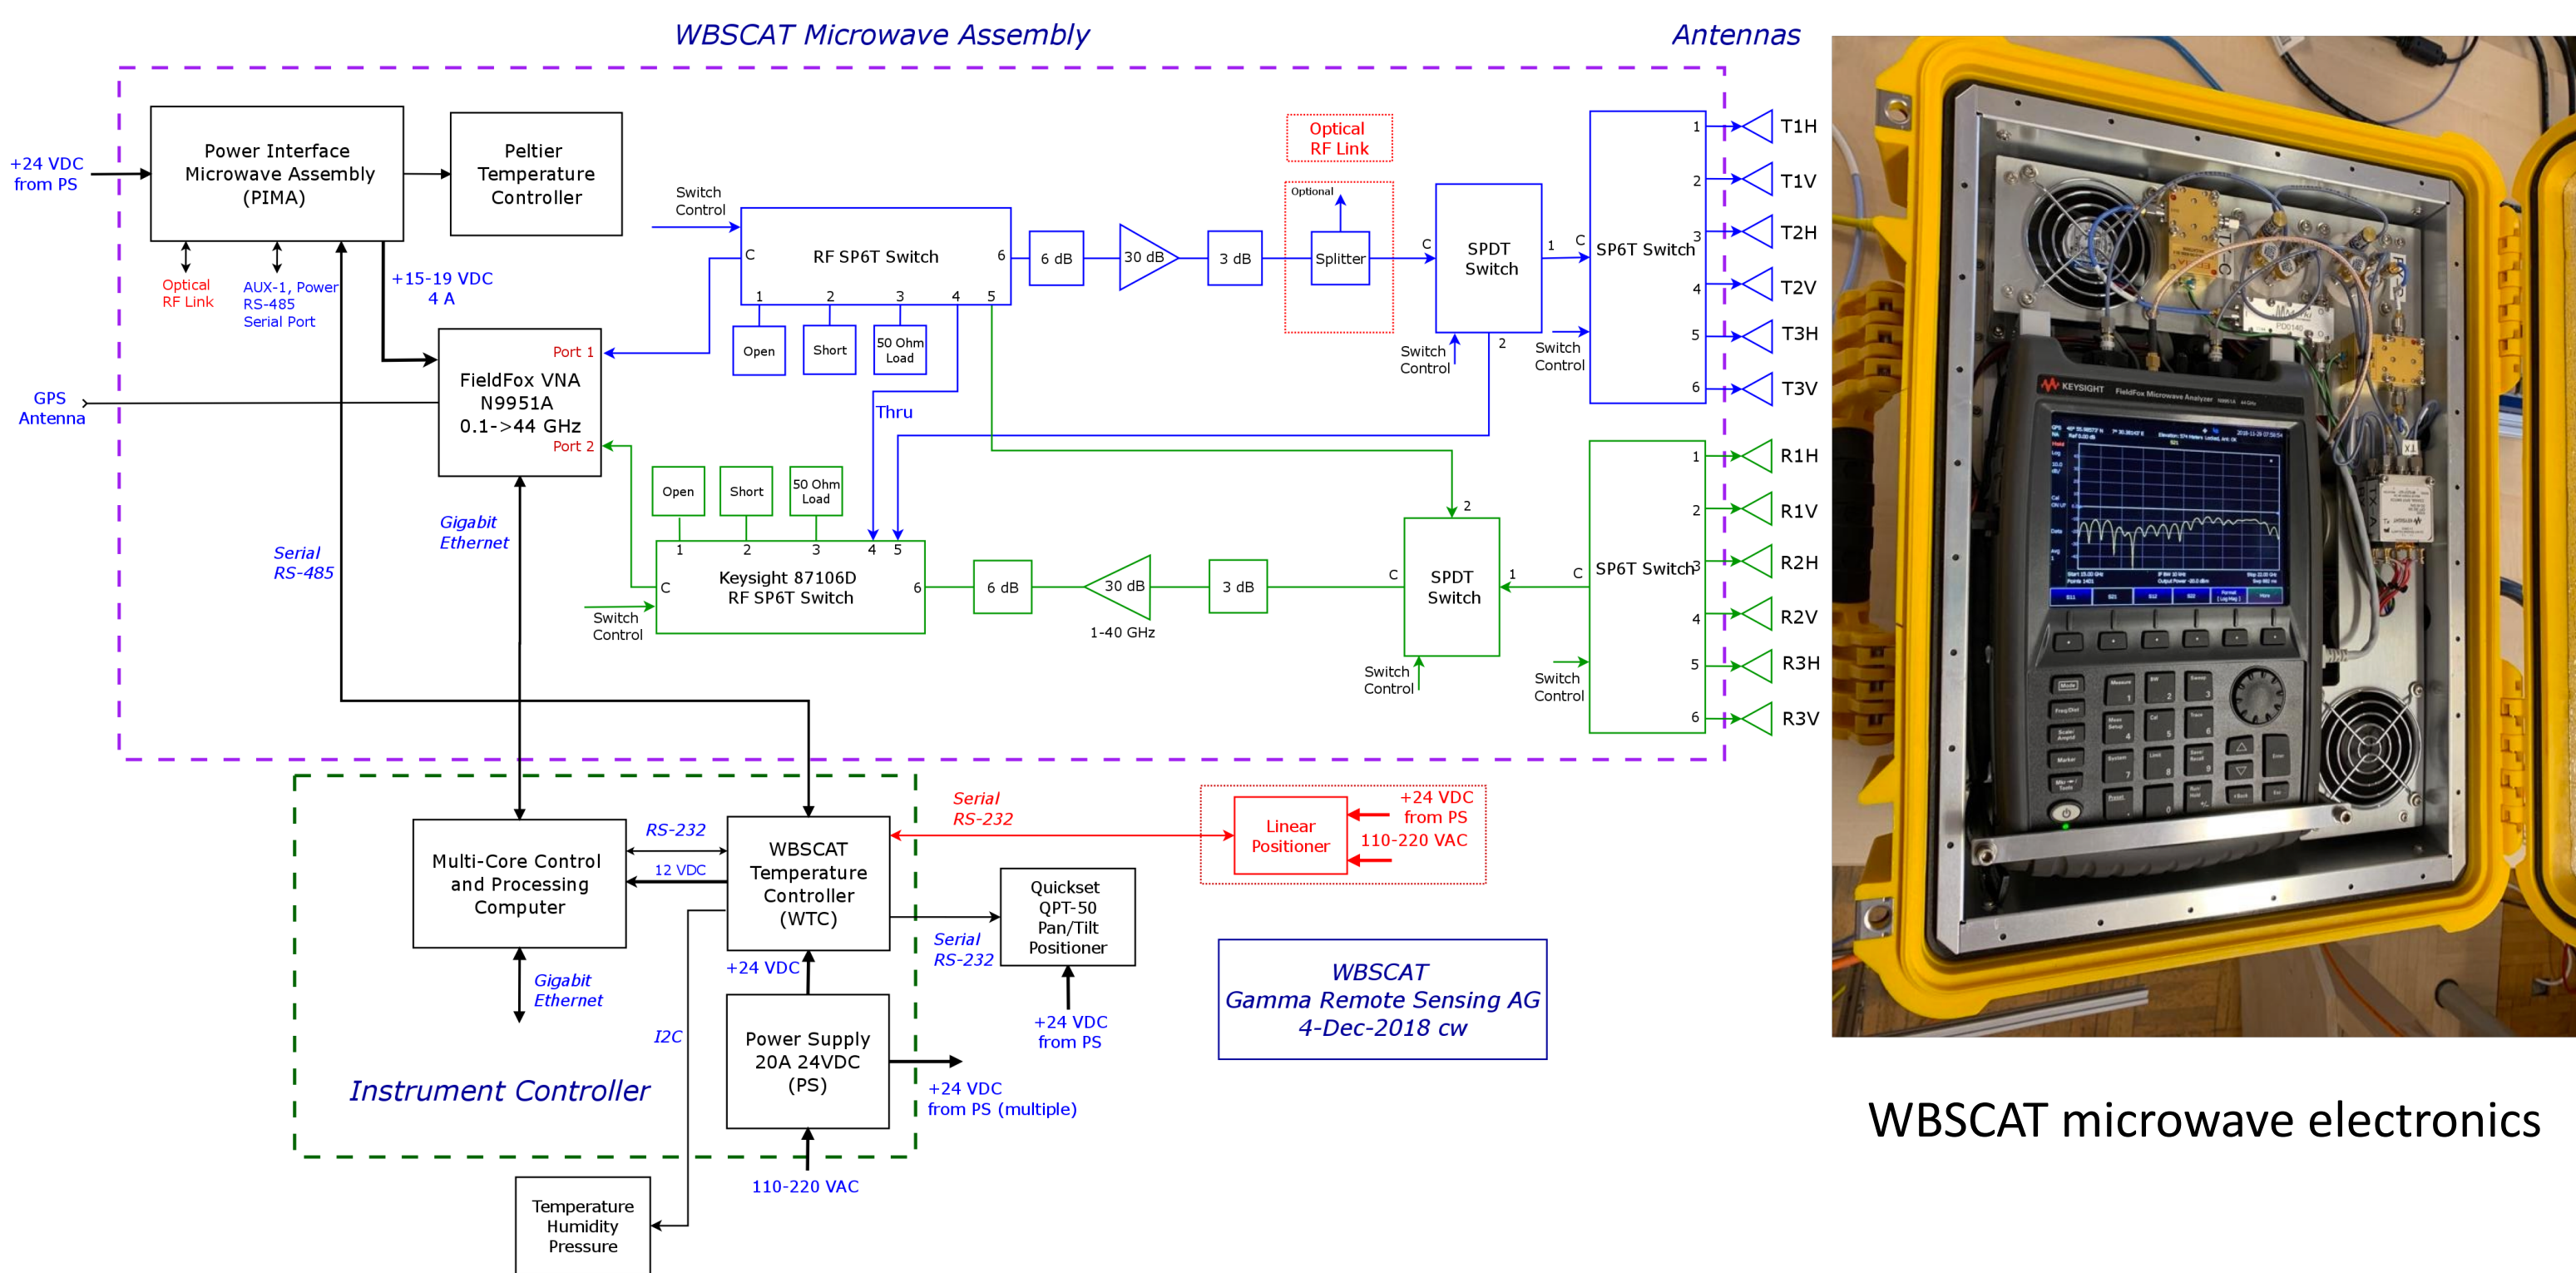 WBSCAT Microwave Assembly
Antennas
+24 VDC
from PS
Power Interface
Microwave Assembly
(PIMA)
Peltier
Temperature
Controller
Optical
RF Link
AUX-1, Power
RS-485
Serial Port
+15-19 VDC
4 A
GPS
Antenna
Port 1
FieldFox VNA
N9951A
0.1->44 GHz
Port 2
Switch
Control
C
RF SP6T Switch
6
1
2
3
4
5
Open
Short
50 Ohm
Load
Thru
6 dB
30 dB
3 dB
Optical
RF Link
Optional
Splitter
C
SPDT
Switch
1
2
Switch
Control
C
SP6T Switch
Switch
Control
1
2
3
4
5
6
T1H
T1V
T2H
T2V
T3H
T3V
Open
Short
50 Ohm
Load
1
2
3
4
5
C
Keysight 87106D
RF SP6T Switch
6
Switch
Control
6 dB
30 dB
1-40 GHz
3 dB
2
C
SPDT
Switch
1
Switch
Control
C
SP6T Switch
Switch
Control
1
2
3
4
5
6
R1H
R1V
R2H
R2V
R3H
R3V
Gigabit
Ethernet
Serial
RS-485
Multi-Core Control
and Processing
Computer
RS-232
12 VDC
WBSCAT
Temperature
Controller
(WTC)
Serial
RS-232
Linear
Positioner
+24 VDC
from PS
110-220 VAC
Quickset
QPT-50
Pan/Tilt
Positioner
Serial
RS-232
+24 VDC
from PS
Gigabit
Ethernet
I2C
+24 VDC
Power Supply
20A 24VDC
(PS)
+24 VDC
from PS (multiple)
110-220 VAC
Instrument Controller
Temperature
Humidity
Pressure
WBSCAT
Gamma Remote Sensing AG
4-Dec-2018 cw
KEYSIGHT
FieldFox Microwave Analyzer
WBSCAT microwave electronics